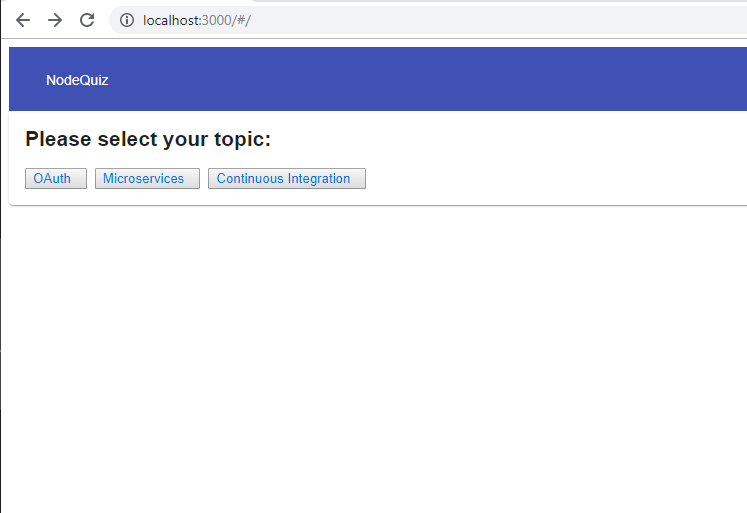 localhost:3000/#/
NodeQuiz
Please select your topic:
OAuth Microservices Continuous Integration